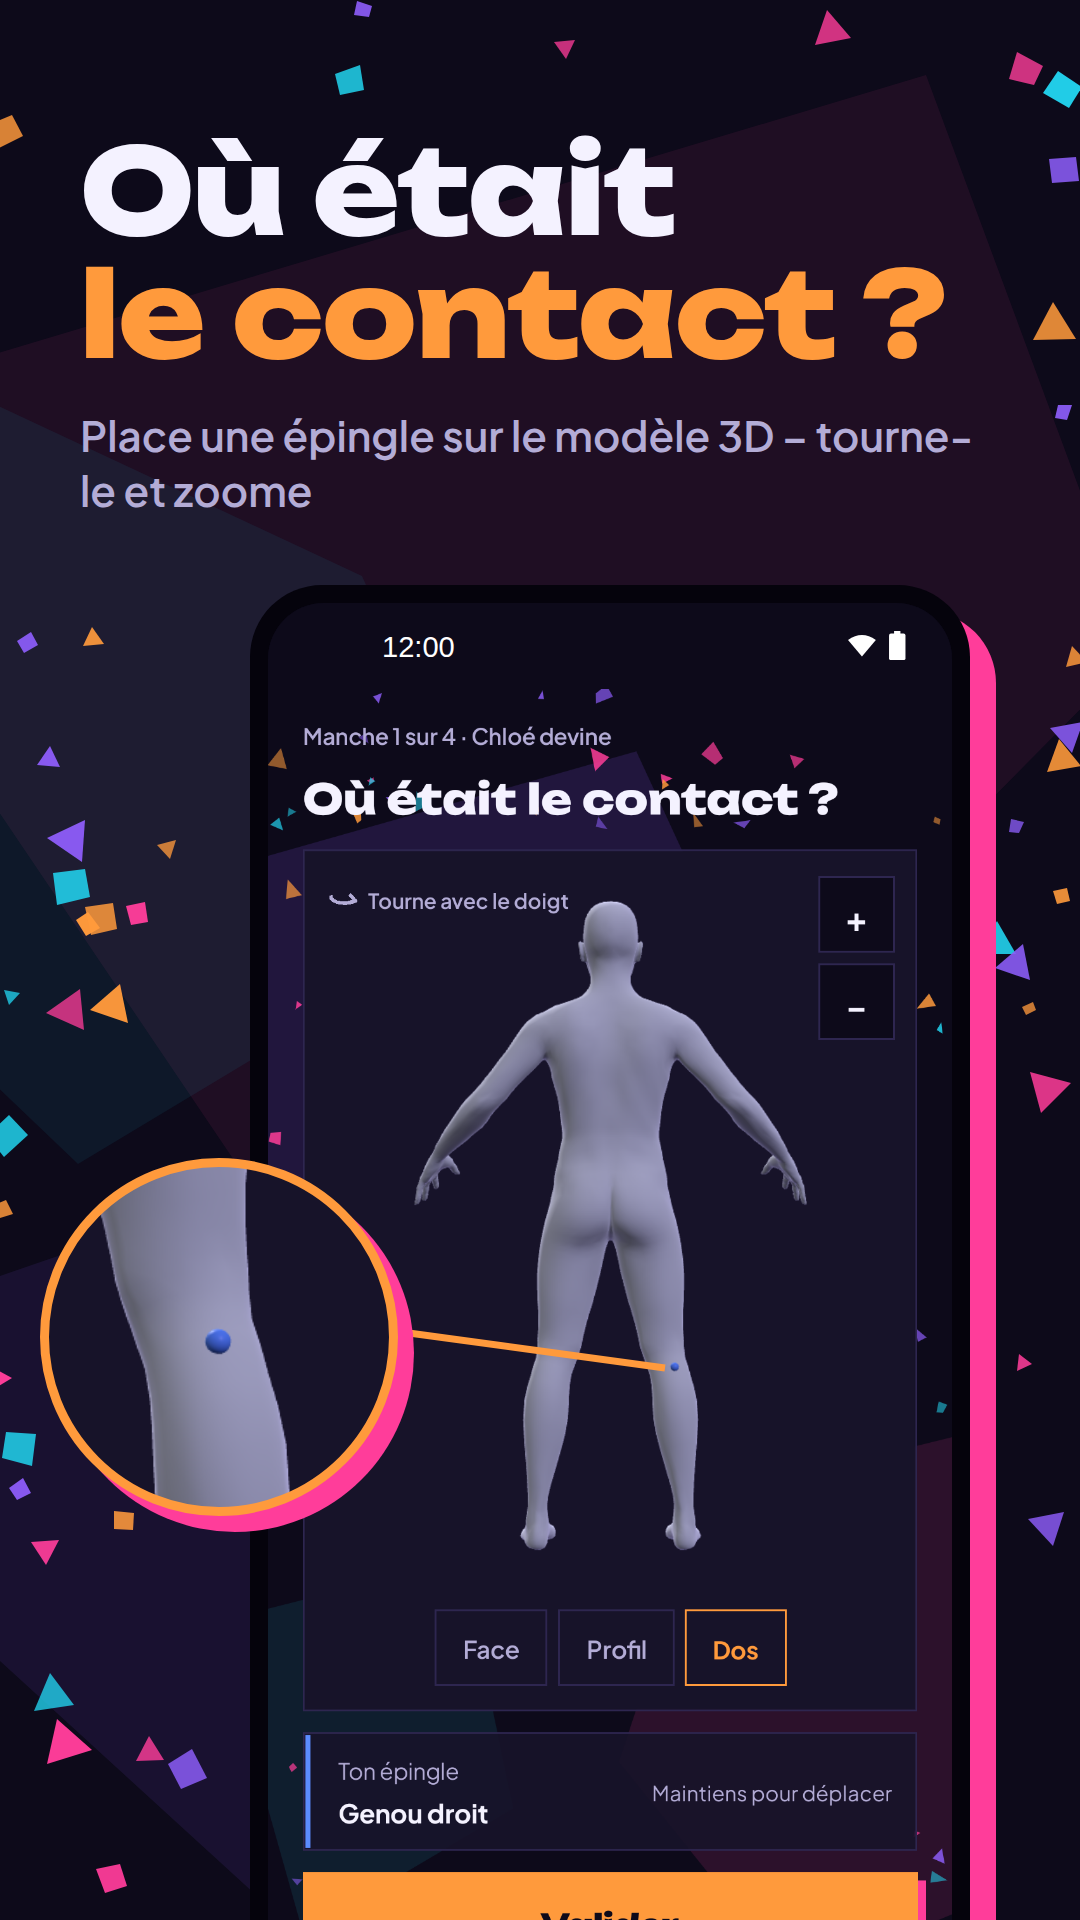 Où était
le contact ?
Place une épingle sur le modèle 3D – tourne-
le et zoome
12:00
Manche 1 sur 4 · Chloé devine
Où était le contact ?
Tourne avec le doigt
+
–
Face
Profil
Dos
Ton épingle
Genou droit
Maintiens pour déplacer
Valider